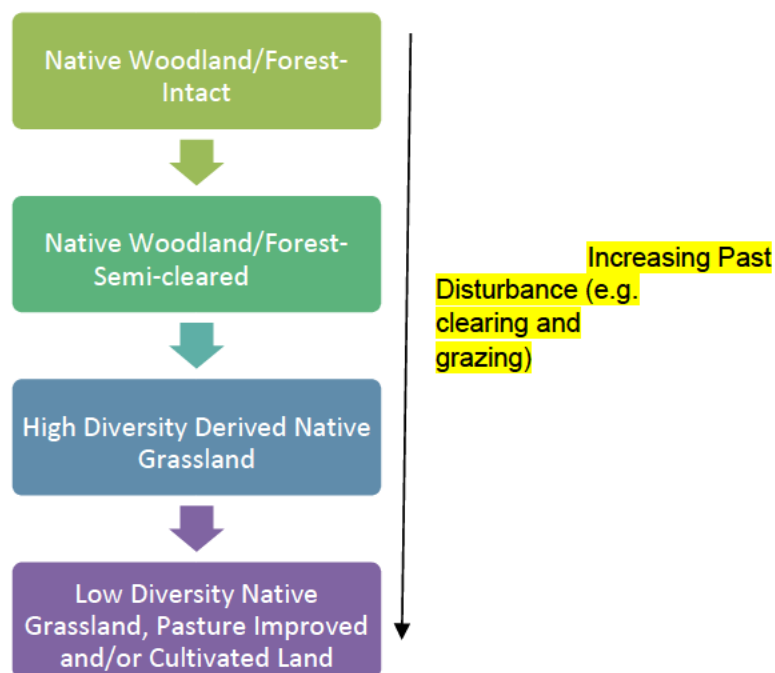 Native Woodland/Forest-
Intact
Native Woodland/Forest-
Semi-cleared
Increasing Past
Disturbance (e.g.
clearing and
grazing)
High Diversity Derived Native
Grassland
Low Diversity Native
Grassland, Pasture Improved
and/or Cultivated Land